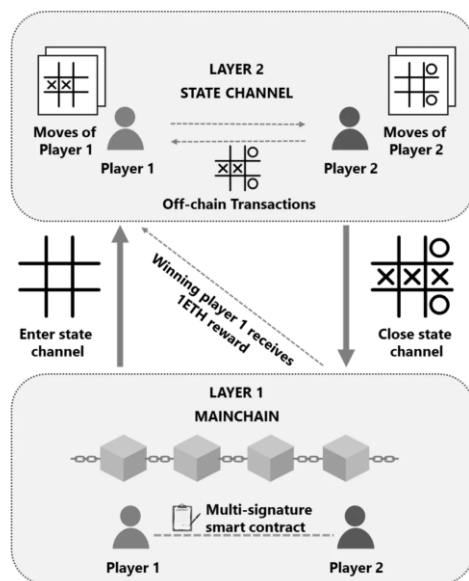 LAYER 2
STATE CHANNEL
Moves of
Player 1
Player 1
Player 2
Moves of
Player 2
Off-chain Transactions
Enter state
channel
Winning player 1 receives
1ETH reward
Close state
channel
LAYER 1
MAINCHAIN
Multi-signature
smart contract
Player 1
Player 2